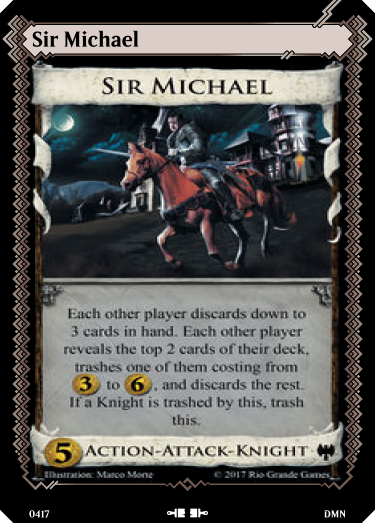 Sir Michael
SIR MICHAEL
Each other player discards down to
3 cards in hand. Each other player
reveals the top 2 cards of their deck,
trashes one of them costing from
3 to 6, and discards the rest.
If a Knight is trashed by this, trash
this.
5 ACTION-ATTACK-KNIGHT
Illustration: Marco Morte © 2017 Rio Grande Games
0417 DMN